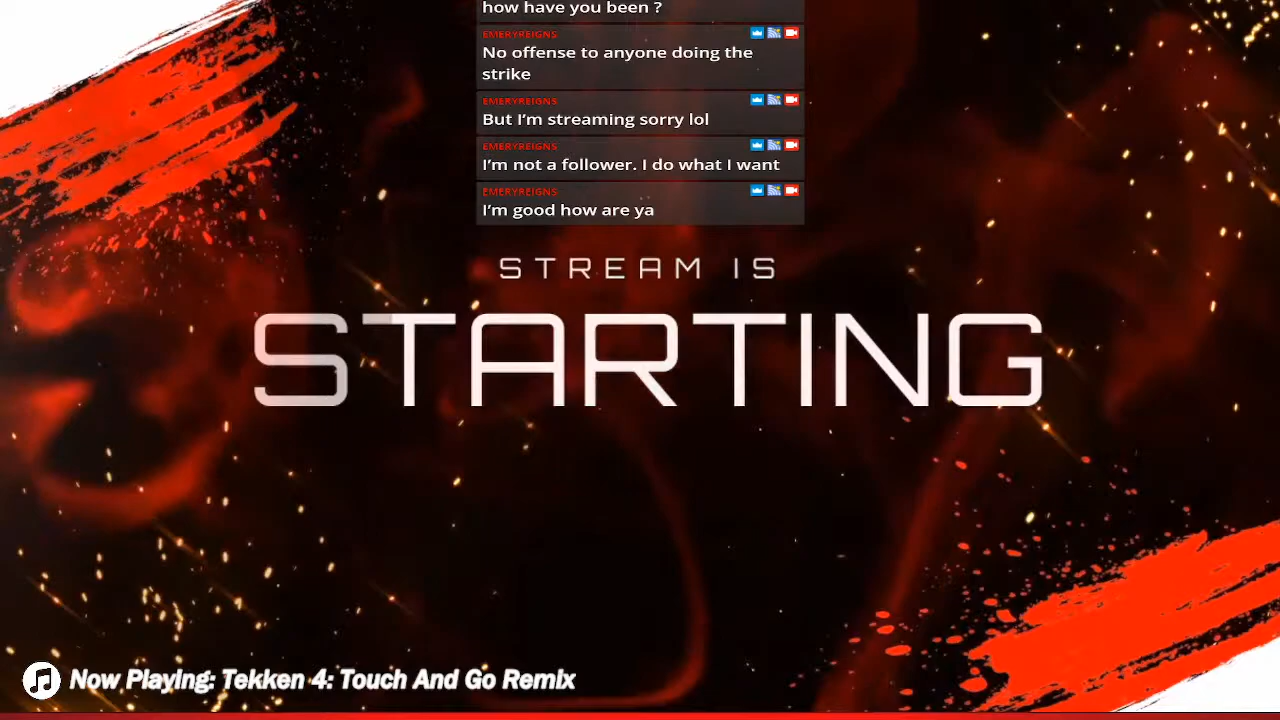 how have you been ?
EMERYREIGNS
No offense to anyone doing the
strike
EMERYREIGNS
But I’m streaming sorry lol
EMERYREIGNS
I’m not a follower. I do what I want
EMERYREIGNS
I’m good how are ya
STREAM IS
STARTING
Now Playing: Tekken 4: Touch And Go Remix